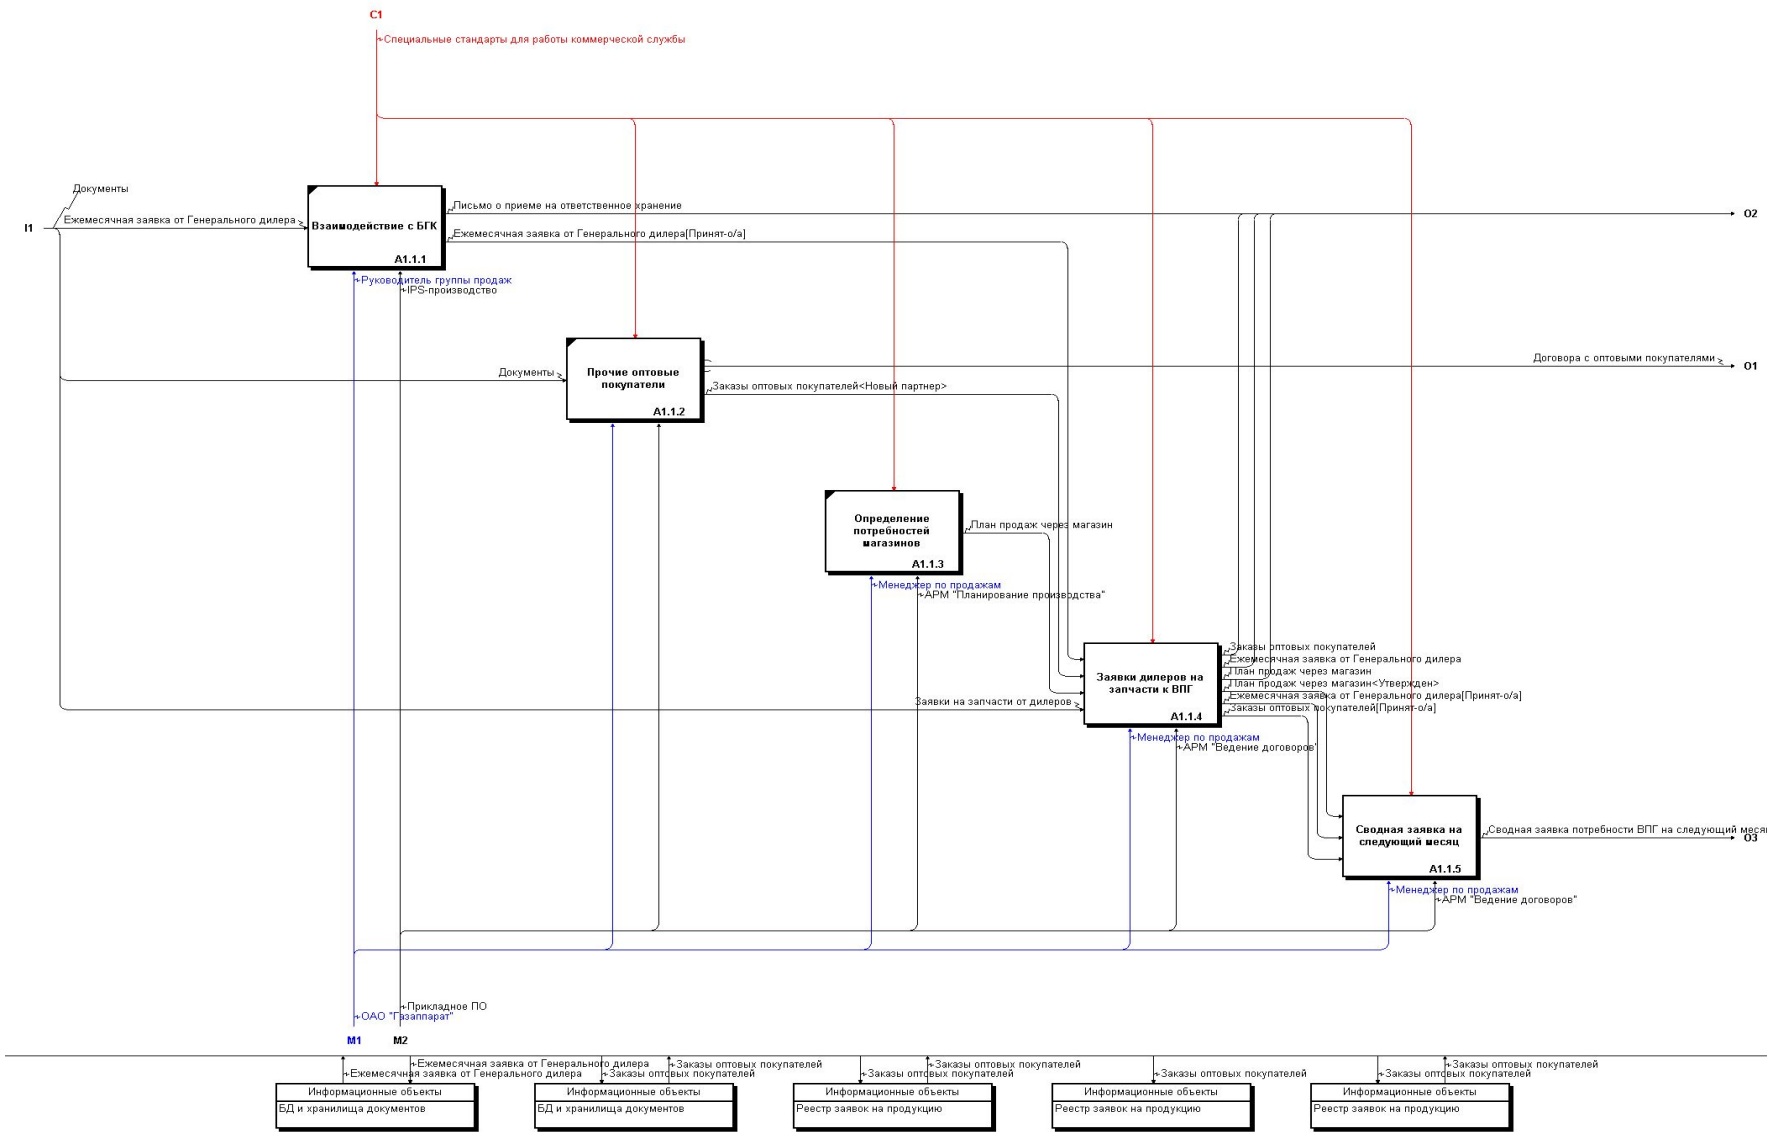 C1
Специальные стандарты для работы коммерческой службы
Документы
Ежемесячная заявка от Генерального дилера
I1
Взаимодействие с БГК
A1.1.1
Письмо о приеме на ответственное хранение
O2
Ежемесячная заявка от Генерального дилера[Принят-о/а]
Руководитель группы продаж
IPS-производство
Документы
Прочие оптовые
покупатели
A1.1.2
Договора с оптовыми покупателями
O1
Заказы оптовых покупателей<Новый партнер>
Определение
потребностей
магазинов
A1.1.3
План продаж через магазин
Менеджер по продажам
АРМ "Планирование производства"
Заявки на запчасти от дилеров
Заявки дилеров на
запчасти к ВПГ
A1.1.4
Заказы оптовых покупателей
Ежемесячная заявка от Генерального дилера
План продаж через магазин
План продаж через магазин<Утвержден>
Ежемесячная заявка от Генерального дилера[Принят-о/а]
Заказы оптовых покупателей[Принят-о/а]
Менеджер по продажам
АРМ "Ведение договоров"
Сводная заявка на
следующий месяц
A1.1.5
Сводная заявка потребности ВПГ на следующий меся
O3
Менеджер по продажам
АРМ "Ведение договоров"
Прикладное ПО
ОАО "Газаппарат"
M1
M2
Ежемесячная заявка от Генерального дилера
Ежемесячная заявка от Генерального дилера
Информационные объекты
БД и хранилища документов
Заказы оптовых покупателей
Заказы оптовых покупателей
Информационные объекты
БД и хранилища документов
Заказы оптовых покупателей
Заказы оптовых покупателей
Информационные объекты
Реестр заявок на продукцию
Заказы оптовых покупателей
Информационные объекты
Реестр заявок на продукцию
Заказы оптовых покупателей
Заказы оптовых покупателей
Информационные объекты
Реестр заявок на продукцию